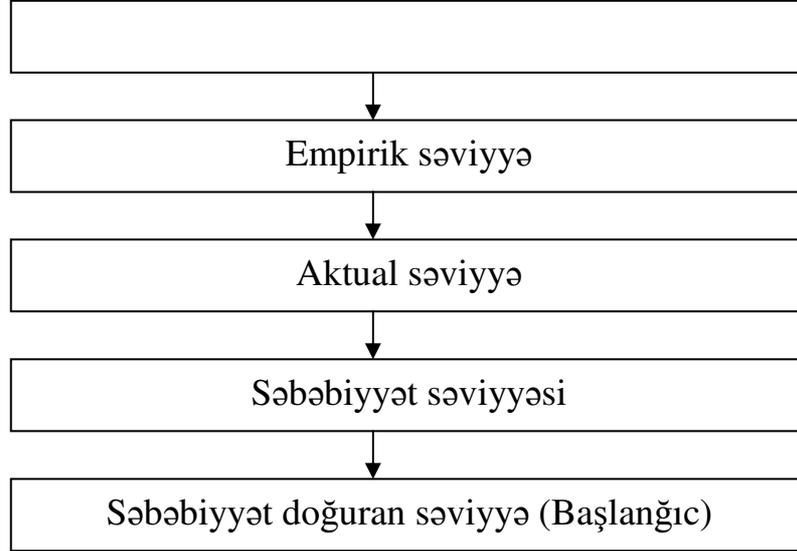 Empirik səviyyə
Aktual səviyyə
Səbəbiyyət səviyyəsi
Səbəbiyyət doğuran səviyyə (Başlanğıc)